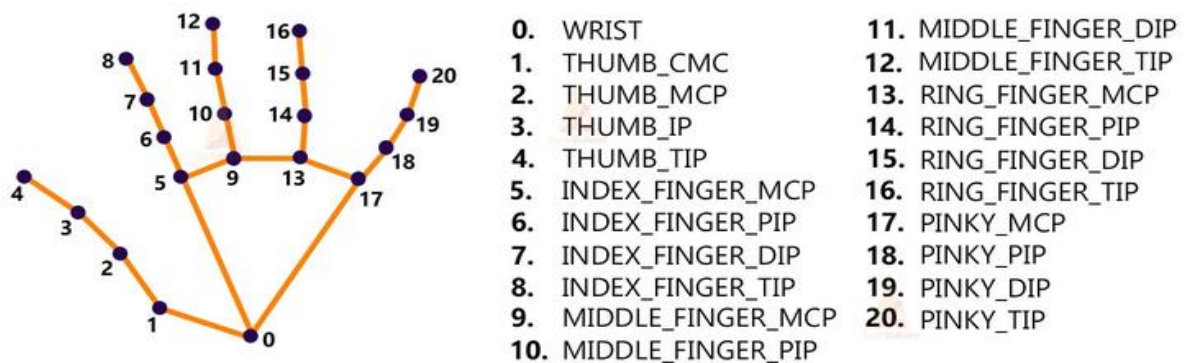 12
16
8
11
15
20
7
10
14
19
6
18
5
9
13
17
4
3
2
1
0
0. WRIST
1. THUMB_CMC
2. THUMB_MCP
3. THUMB_IP
4. THUMB_TIP
5. INDEX_FINGER_MCP
6. INDEX_FINGER_PIP
7. INDEX_FINGER_DIP
8. INDEX_FINGER_TIP
9. MIDDLE_FINGER_MCP
10. MIDDLE_FINGER_PIP
11. MIDDLE_FINGER_DIP
12. MIDDLE_FINGER_TIP
13. RING_FINGER_MCP
14. RING_FINGER_PIP
15. RING_FINGER_DIP
16. RING_FINGER_TIP
17. PINKY_MCP
18. PINKY_PIP
19. PINKY_DIP
20. PINKY_TIP